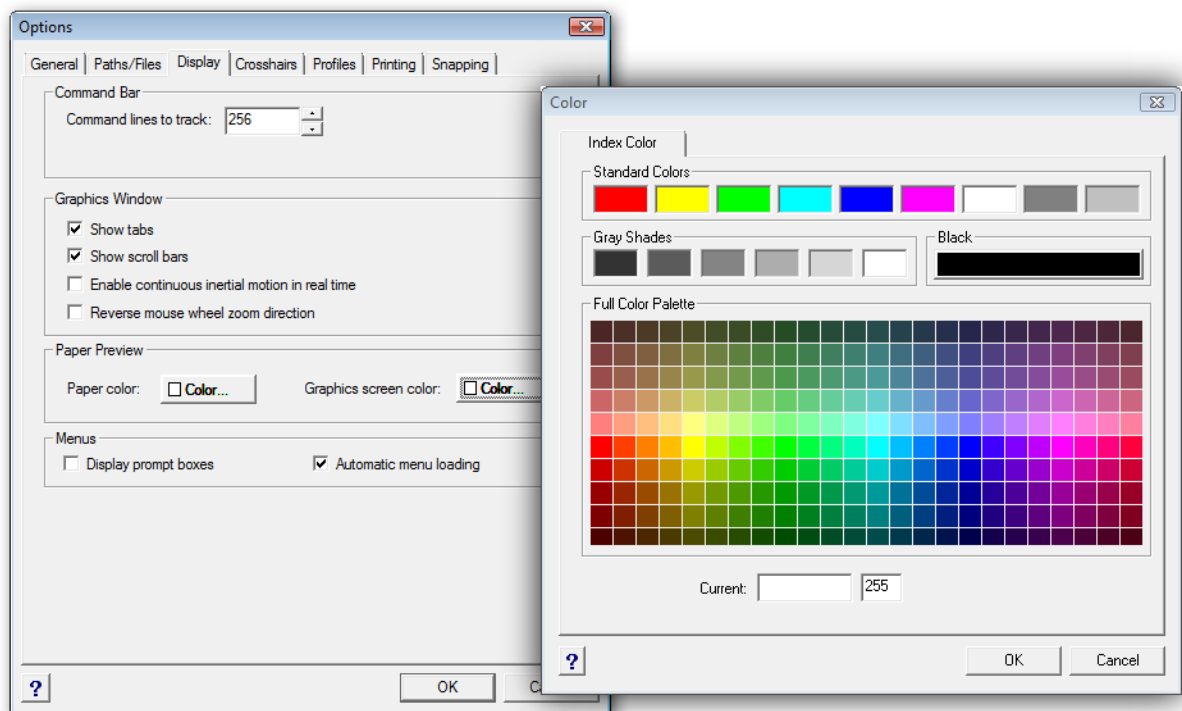 Options
General Paths/Files Display Crosshairs Profiles Printing Snapping
Command Bar
Command lines to track: 256
Graphics Window
Show tabs
Show scroll bars
Enable continuous inertial motion in real time
Reverse mouse wheel zoom direction
Paper Preview
Paper color: Color... Graphics screen color: Color...
Menus
Display prompt boxes Automatic menu loading
? OK
Color
Index Color
Standard Colors
Gray Shades Black
Full Color Palette
Current: 255
? OK Cancel